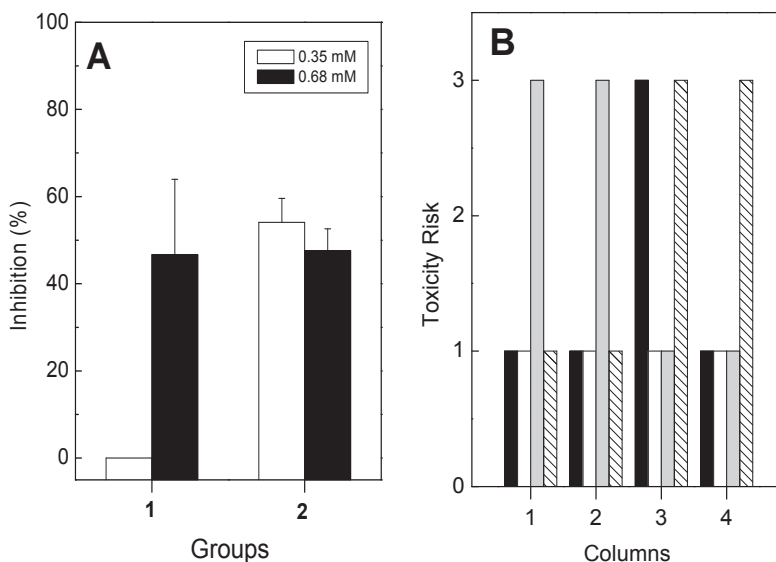 A
0.35 mM
0.68 mM
100
80
60
40
20
0
Inhibition (%)
1 2
Groups
B
3
2
1
0
Toxicity Risk
1 2 3 4
Columns